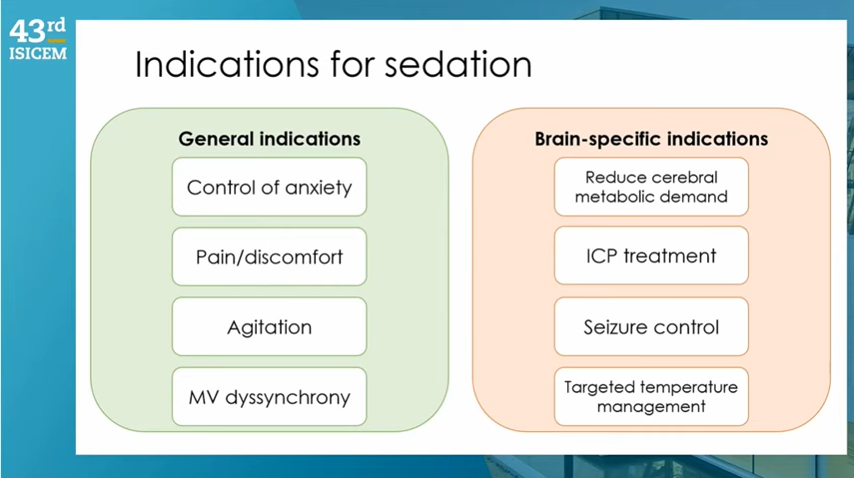 43rd
ISICEM
Indications for sedation
General indications
Control of anxiety
Pain/discomfort
Agitation
MV dyssynchrony
Brain-specific indications
Reduce cerebral
metabolic demand
ICP treatment
Seizure control
Targeted temperature
management